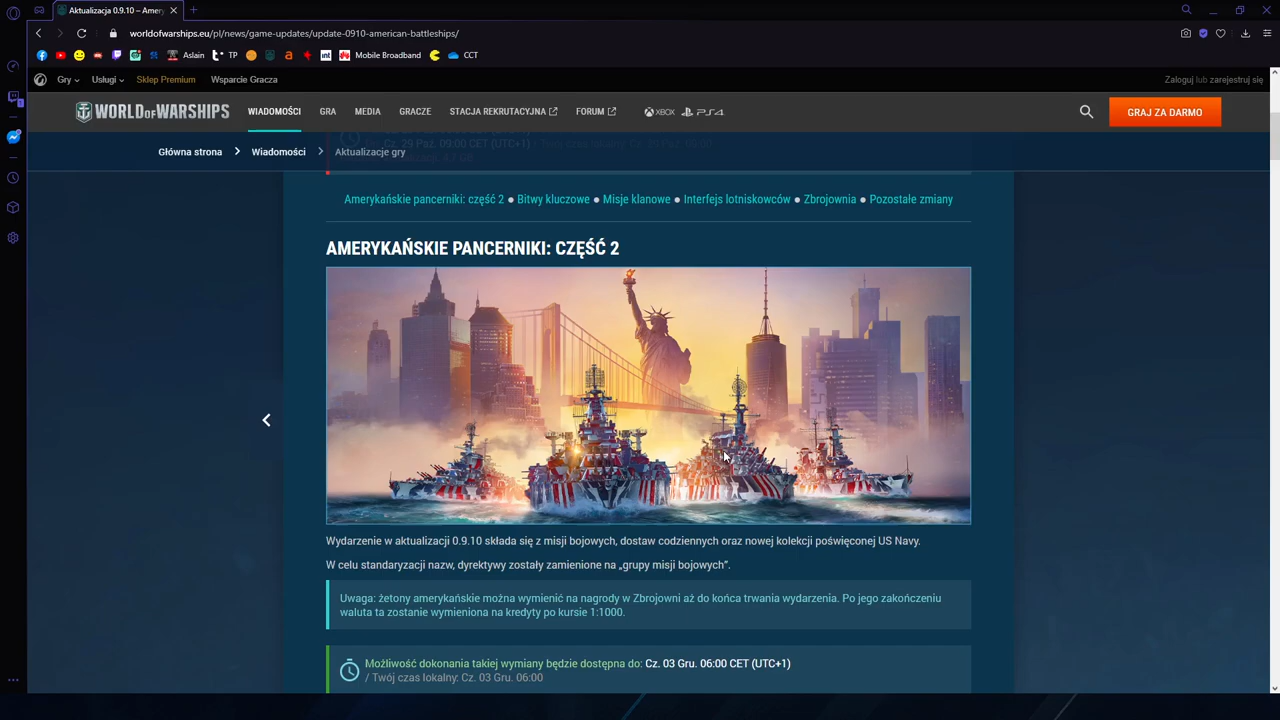 Aktualizacja 0.9.10 – Amery
worldofwarships.eu/pl/news/game-updates/update-0910-american-battleships/
Aslain
TP
a
int
Mobile Broadband
CCT
Gry
Usługi
Sklep Premium
Wsparcie Gracza
Zaloguj lub zarejestruj się
WORLD OF WARSHIPS
WIADOMOŚCI
GRA
MEDIA
GRACZE
STACJA REKRUTACYJNA
FORUM
XBOX
PS4
GRAJ ZA DARMO
Główna strona > Wiadomości > Aktualizacje gry
Amerykańskie pancerniki: część 2 ● Bitwy kluczowe ● Misje klanowe ● Interfejs lotniskowców ● Zbrojownia ● Pozostałe zmiany
AMERYKAŃSKIE PANCERNIKI: CZĘŚĆ 2
Wydarzenie w aktualizacji 0.9.10 składa się z misji bojowych, dostaw codziennych oraz nowej kolekcji poświęconej US Navy.
W celu standaryzacji nazw, dyrektywy zostały zamienione na „grupy misji bojowych”.
Uwaga: żetony amerykańskie można wymienić na nagrody w Zbrojowni aż do końca trwania wydarzenia. Po jego zakończeniu
waluta ta zostanie wymieniona na kredyty po kursie 1:1000.
Możliwość dokonania takiej wymiany będzie dostępna do: Cz. 03 Gru. 06:00 CET (UTC+1)
/ Twój czas lokalny: Cz. 03 Gru. 06:00